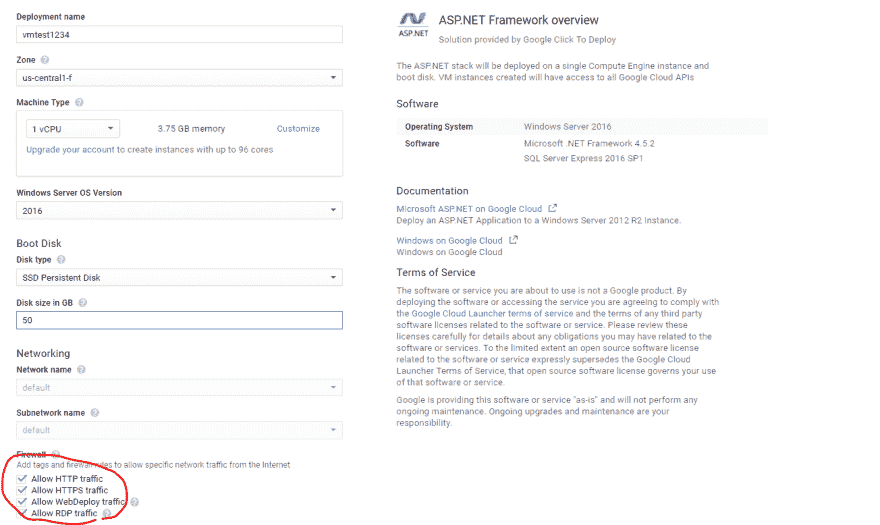 Deployment name
vmtest1234
Zone
us-central1-f
Machine Type
1 vCPU
3.75 GB memory
Customize
Upgrade your account to create instances with up to 96 cores
Windows Server OS Version
2016
Boot Disk
Disk type
SSD Persistent Disk
Disk size in GB
50
Networking
Network name
default
Subnetwork name
default
Firewall
Add tags and firewall rules to allow specific network traffic from the Internet
Allow HTTP traffic
Allow HTTPS traffic
Allow WebDeploy traffic
Allow RDP traffic
ASP.NET
ASP.NET Framework overview
Solution provided by Google Click To Deploy
The ASP.NET stack will be deployed on a single Compute Engine instance and
boot disk. VM instances created will have access to all Google Cloud APIs
Software
Operating System
Windows Server 2016
Software
Microsoft .NET Framework 4.5.2
SQL Server Express 2016 SP1
Documentation
Microsoft ASP.NET on Google Cloud
Deploy an ASP.NET Application to a Windows Server 2012 R2 Instance.
Windows on Google Cloud
Windows on Google Cloud
Terms of Service
The software or service you are about to use is not a Google product. By
deploying the software or accessing the service you are agreeing to comply with
the Google Cloud Launcher terms of service and the terms of any third party
software licenses related to the software or service. Please review these
licenses carefully for details about any obligations you may have related to the
software or services. To the limited extent an open source software license
related to the software or service expressly supersedes the Google Cloud
Launcher Terms of Service, that open source software license governs your use
of that software or service.
Google is providing this software or service "as-is" and will not perform any
ongoing maintenance. Ongoing upgrades and maintenance are your
responsibility.